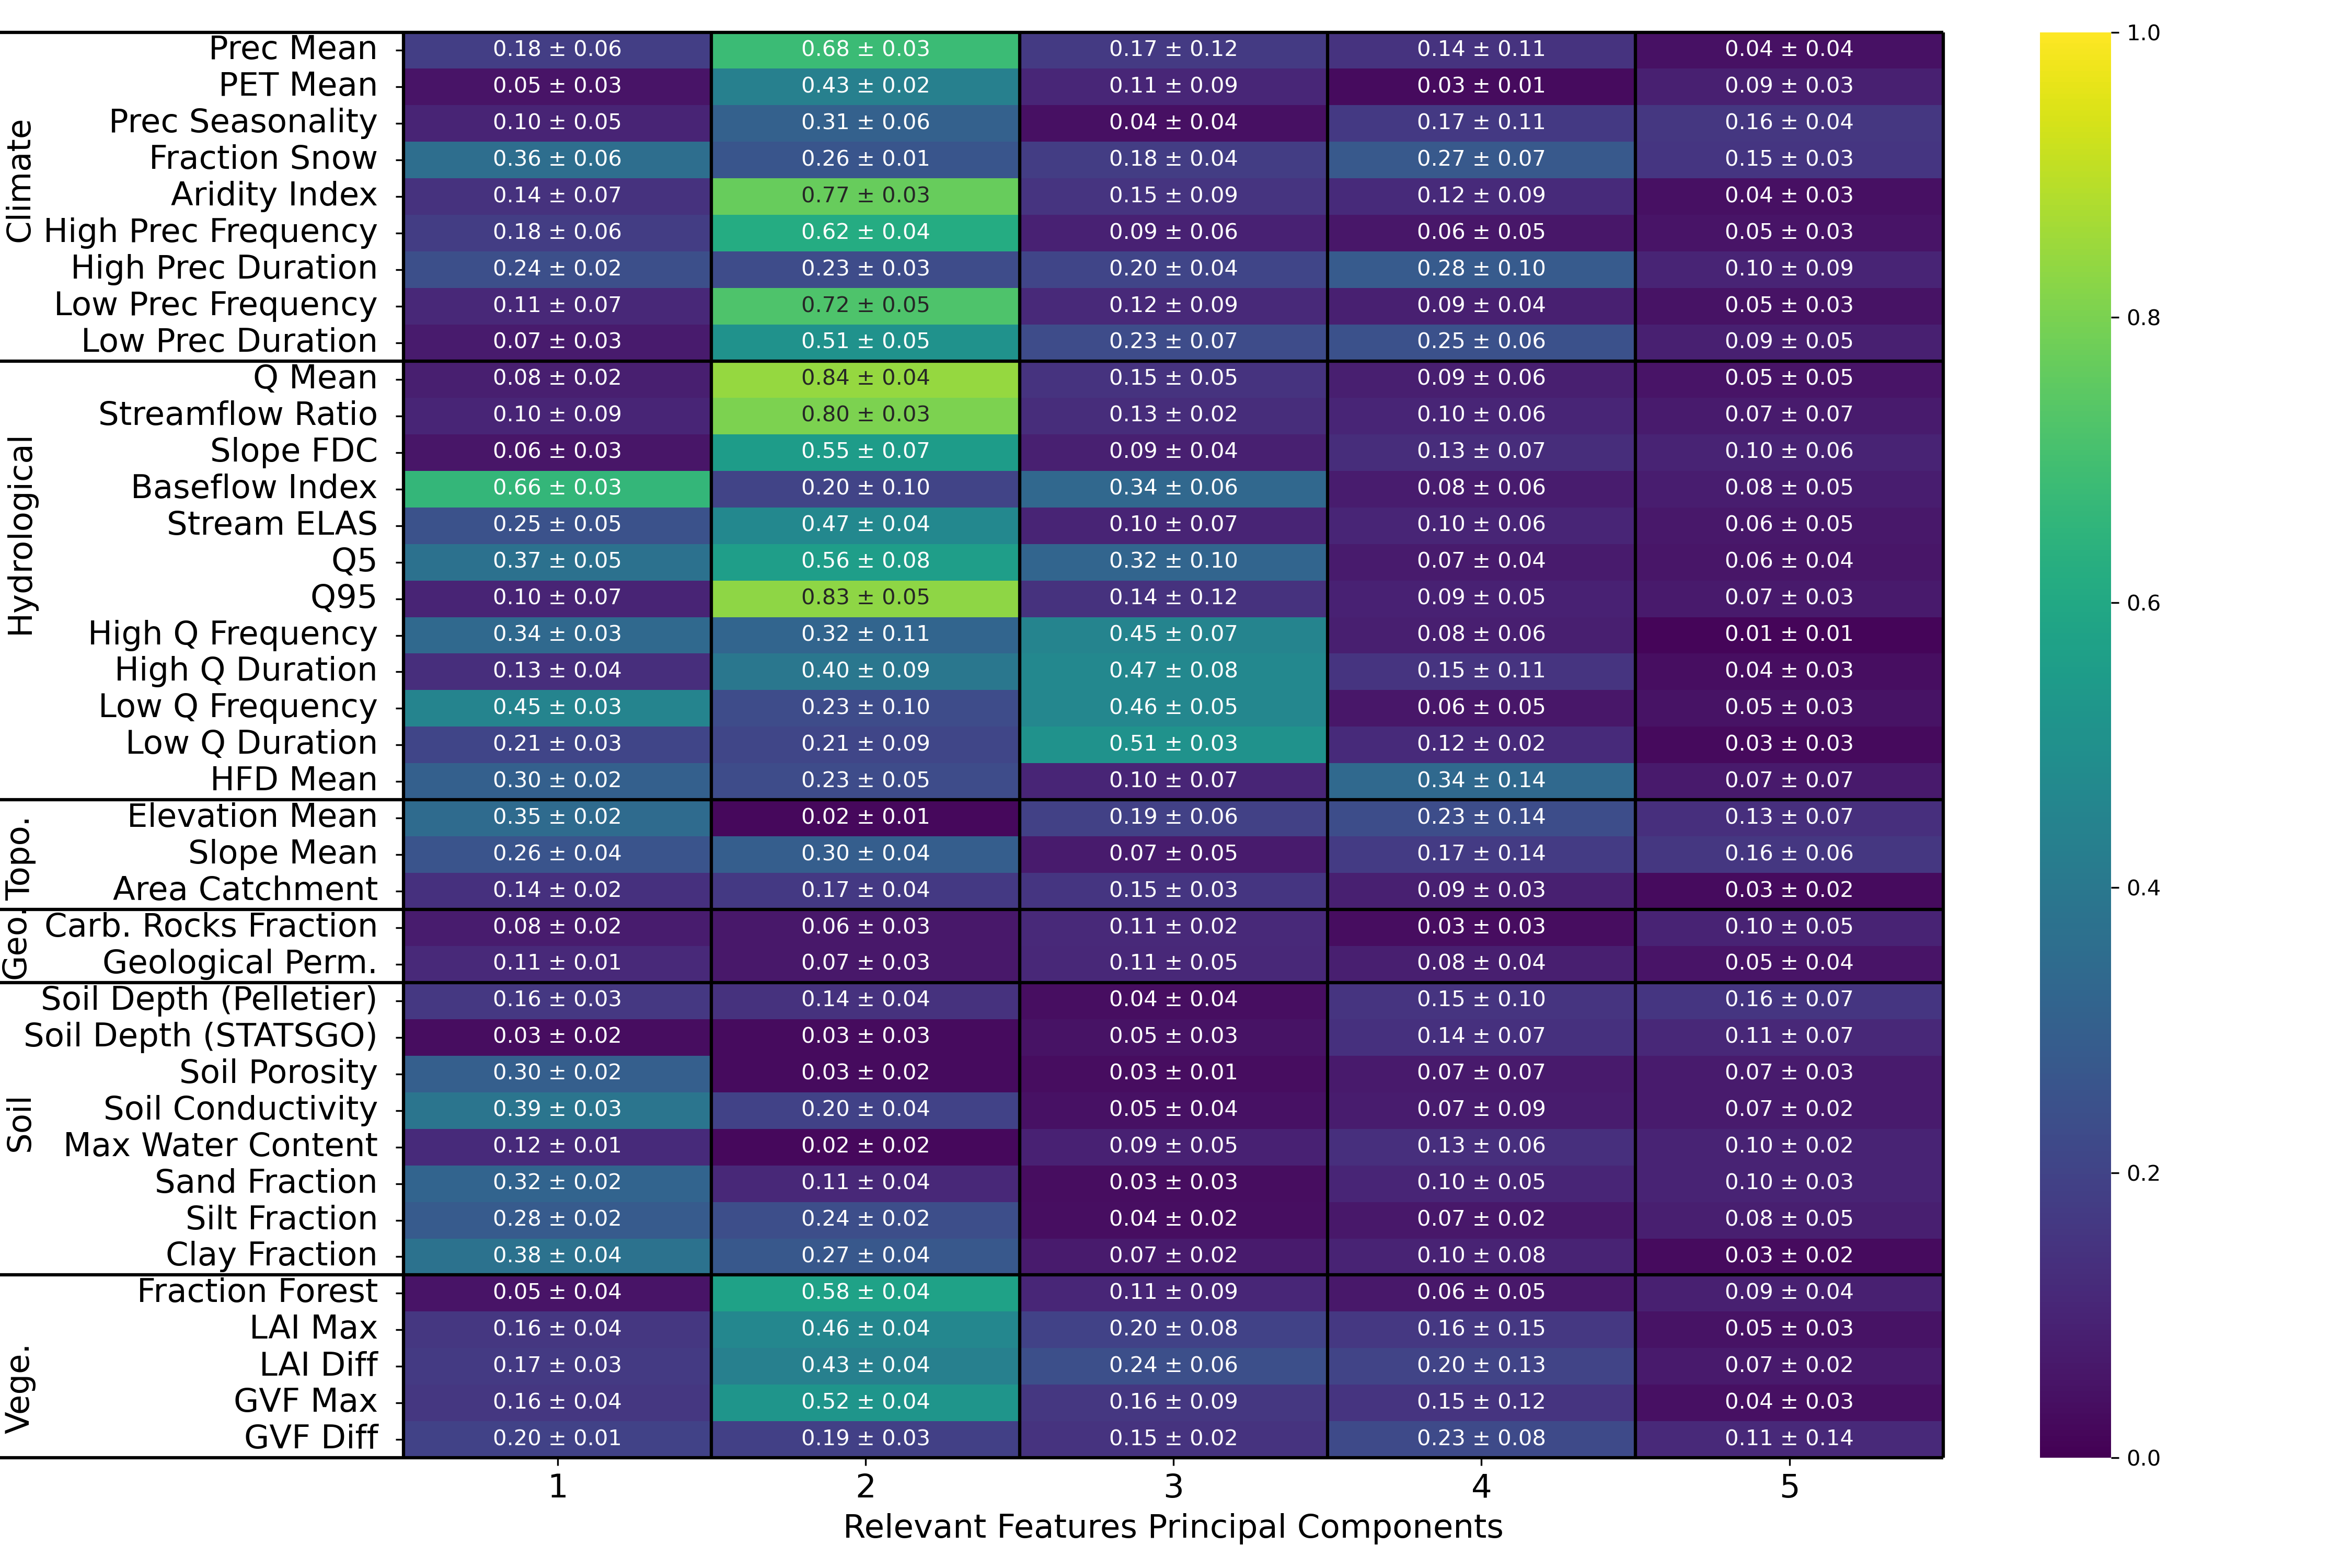 Climate
Prec Mean 0.18 ± 0.06 0.68 ± 0.03 0.17 ± 0.12 0.14 ± 0.11 0.04 ± 0.04
PET Mean 0.05 ± 0.03 0.43 ± 0.02 0.11 ± 0.09 0.03 ± 0.01 0.09 ± 0.03
Prec Seasonality 0.10 ± 0.05 0.31 ± 0.06 0.04 ± 0.04 0.17 ± 0.11 0.16 ± 0.04
Fraction Snow 0.36 ± 0.06 0.26 ± 0.01 0.18 ± 0.04 0.27 ± 0.07 0.15 ± 0.03
Aridity Index 0.14 ± 0.07 0.77 ± 0.03 0.15 ± 0.09 0.12 ± 0.09 0.04 ± 0.03
High Prec Frequency 0.18 ± 0.06 0.62 ± 0.04 0.09 ± 0.06 0.06 ± 0.05 0.05 ± 0.03
High Prec Duration 0.24 ± 0.02 0.23 ± 0.03 0.20 ± 0.04 0.28 ± 0.10 0.10 ± 0.09
Low Prec Frequency 0.11 ± 0.07 0.72 ± 0.05 0.12 ± 0.09 0.09 ± 0.04 0.05 ± 0.03
Low Prec Duration 0.07 ± 0.03 0.51 ± 0.05 0.23 ± 0.07 0.25 ± 0.06 0.09 ± 0.05
Hydrological
Q Mean 0.08 ± 0.02 0.84 ± 0.04 0.15 ± 0.05 0.09 ± 0.06 0.05 ± 0.05
Streamflow Ratio 0.10 ± 0.09 0.80 ± 0.03 0.13 ± 0.02 0.10 ± 0.06 0.07 ± 0.07
Slope FDC 0.06 ± 0.03 0.55 ± 0.07 0.09 ± 0.04 0.13 ± 0.07 0.10 ± 0.06
Baseflow Index 0.66 ± 0.03 0.20 ± 0.10 0.34 ± 0.06 0.08 ± 0.06 0.08 ± 0.05
Stream ELAS 0.25 ± 0.05 0.47 ± 0.04 0.10 ± 0.07 0.10 ± 0.06 0.06 ± 0.05
Q5 0.37 ± 0.05 0.56 ± 0.08 0.32 ± 0.10 0.07 ± 0.04 0.06 ± 0.04
Q95 0.10 ± 0.07 0.83 ± 0.05 0.14 ± 0.12 0.09 ± 0.05 0.07 ± 0.03
High Q Frequency 0.34 ± 0.03 0.32 ± 0.11 0.45 ± 0.07 0.08 ± 0.06 0.01 ± 0.01
High Q Duration 0.13 ± 0.04 0.40 ± 0.09 0.47 ± 0.08 0.15 ± 0.11 0.04 ± 0.03
Low Q Frequency 0.45 ± 0.03 0.23 ± 0.10 0.46 ± 0.05 0.06 ± 0.05 0.05 ± 0.03
Low Q Duration 0.21 ± 0.03 0.21 ± 0.09 0.51 ± 0.03 0.12 ± 0.02 0.03 ± 0.03
HFD Mean 0.30 ± 0.02 0.23 ± 0.05 0.10 ± 0.07 0.34 ± 0.14 0.07 ± 0.07
Topo.
Elevation Mean 0.35 ± 0.02 0.02 ± 0.01 0.19 ± 0.06 0.23 ± 0.14 0.13 ± 0.07
Slope Mean 0.26 ± 0.04 0.30 ± 0.04 0.07 ± 0.05 0.17 ± 0.14 0.16 ± 0.06
Area Catchment 0.14 ± 0.02 0.17 ± 0.04 0.15 ± 0.03 0.09 ± 0.03 0.03 ± 0.02
Geo.
Carb. Rocks Fraction 0.08 ± 0.02 0.06 ± 0.03 0.11 ± 0.02 0.03 ± 0.03 0.10 ± 0.05
Geological Perm. 0.11 ± 0.01 0.07 ± 0.03 0.11 ± 0.05 0.08 ± 0.04 0.05 ± 0.04
Soil
Soil Depth (Pelletier) 0.16 ± 0.03 0.14 ± 0.04 0.04 ± 0.04 0.15 ± 0.10 0.16 ± 0.07
Soil Depth (STATSGO) 0.03 ± 0.02 0.03 ± 0.03 0.05 ± 0.03 0.14 ± 0.07 0.11 ± 0.07
Soil Porosity 0.30 ± 0.02 0.03 ± 0.02 0.03 ± 0.01 0.07 ± 0.07 0.07 ± 0.03
Soil Conductivity 0.39 ± 0.03 0.20 ± 0.04 0.05 ± 0.04 0.07 ± 0.09 0.07 ± 0.02
Max Water Content 0.12 ± 0.01 0.02 ± 0.02 0.09 ± 0.05 0.13 ± 0.06 0.10 ± 0.02
Sand Fraction 0.32 ± 0.02 0.11 ± 0.04 0.03 ± 0.03 0.10 ± 0.05 0.10 ± 0.03
Silt Fraction 0.28 ± 0.02 0.24 ± 0.02 0.04 ± 0.02 0.07 ± 0.02 0.08 ± 0.05
Clay Fraction 0.38 ± 0.04 0.27 ± 0.04 0.07 ± 0.02 0.10 ± 0.08 0.03 ± 0.02
Vege.
Fraction Forest 0.05 ± 0.04 0.58 ± 0.04 0.11 ± 0.09 0.06 ± 0.05 0.09 ± 0.04
LAI Max 0.16 ± 0.04 0.46 ± 0.04 0.20 ± 0.08 0.16 ± 0.15 0.05 ± 0.03
LAI Diff 0.17 ± 0.03 0.43 ± 0.04 0.24 ± 0.06 0.20 ± 0.13 0.07 ± 0.02
GVF Max 0.16 ± 0.04 0.52 ± 0.04 0.16 ± 0.09 0.15 ± 0.12 0.04 ± 0.03
GVF Diff 0.20 ± 0.01 0.19 ± 0.03 0.15 ± 0.02 0.23 ± 0.08 0.11 ± 0.14
1 2 3 4 5
Relevant Features Principal Components
1.0
0.8
0.6
0.4
0.2
0.0